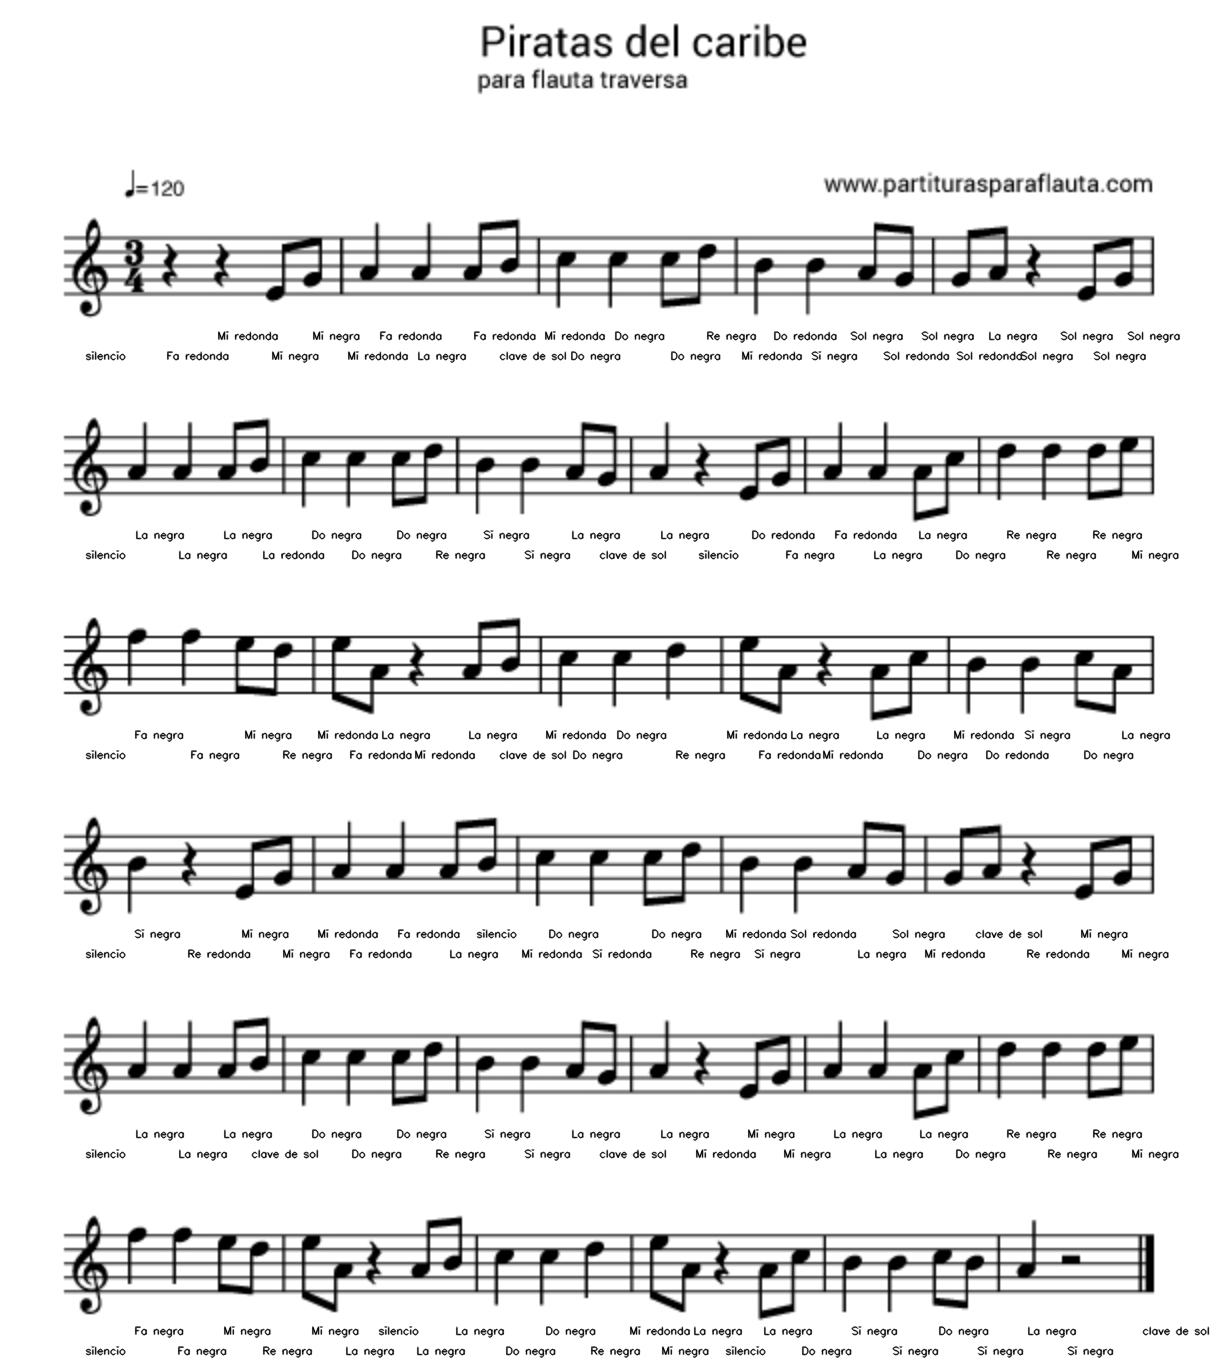 Piratas del caribe
para flauta traversa
=120
www.partiturasparaflauta.com
3
4
Mi redonda Mi negra Fa redonda Fa redonda Mi redonda Do negra Re negra Do redonda Sol negra Sol negra La negra Sol negra Sol negra
silencio Fa redonda Mi negra Mi redonda La negra clave de sol Do negra Do negra Mi redonda Si negra Sol redonda Sol redonda Sol negra Sol negra
La negra La negra Do negra Do negra Si negra La negra La negra Do redonda Fa redonda La negra Re negra Re negra
silencio La negra La redonda Do negra Re negra Si negra clave de sol silencio Fa negra La negra Do negra Re negra Mi negra
Fa negra Mi negra Mi redonda La negra La negra Mi redonda Do negra Mi redonda La negra La negra Mi redonda Si negra La negra
silencio Fa negra Re negra Fa redonda Mi redonda clave de sol Do negra Re negra Fa redonda Mi redonda Do negra Do redonda Do negra
Si negra Mi negra Mi redonda Fa redonda silencio Do negra Do negra Mi redonda Sol redonda Sol negra clave de sol Mi negra
silencio Re redonda Mi negra Fa redonda La negra Mi redonda Si redonda Re negra Si negra La negra Mi redonda Re redonda Mi negra
La negra La negra Do negra Do negra Si negra La negra La negra Mi negra La negra La negra Re negra Re negra
silencio La negra clave de sol Do negra Re negra Si negra clave de sol Mi redonda Mi negra La negra Do negra Re negra Mi negra
Fa negra Mi negra Mi negra silencio La negra Do negra Mi redonda La negra La negra Si negra Do negra La negra clave de sol
silencio Fa negra Re negra La negra La negra Do negra Re negra Mi negra silencio Do negra Si negra Si negra Si negra